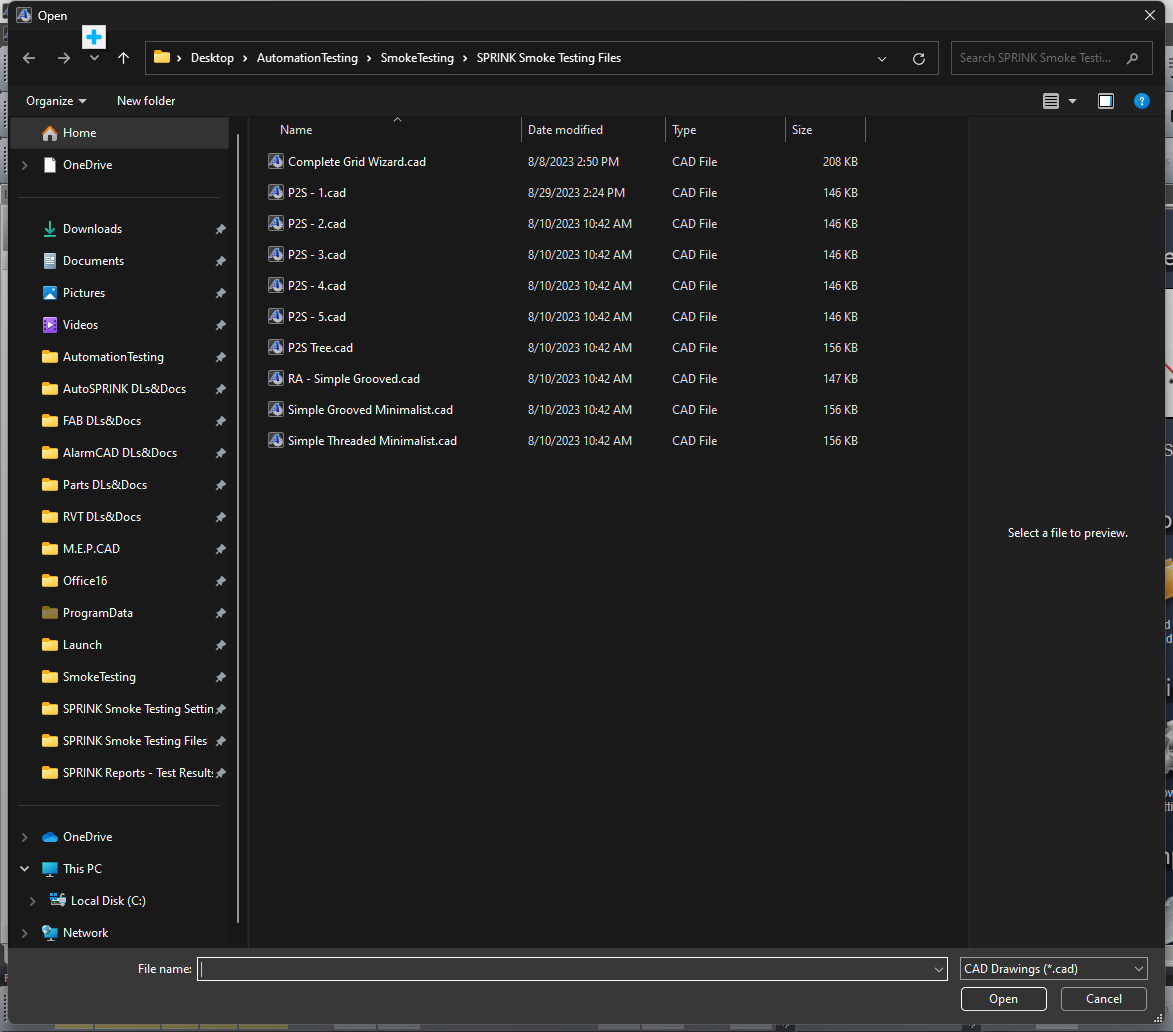 Open
Desktop > AutomationTesting > SmokeTesting > SPRINK Smoke Testing Files
Search SPRINK Smoke Testi...
Organize
New folder
?
Home
OneDrive
Downloads
Documents
Pictures
Videos
AutomationTesting
AutoSPRINK DLs&Docs
FAB DLs&Docs
AlarmCAD DLs&Docs
Parts DLs&Docs
RVT DLs&Docs
M.E.P.CAD
Office16
ProgramData
Launch
SmokeTesting
SPRINK Smoke Testing Settin
SPRINK Smoke Testing Files
SPRINK Reports - Test Results
OneDrive
This PC
Local Disk (C:)
Network
Name Date modified Type Size
Complete Grid Wizard.cad 8/8/2023 2:50 PM CAD File 208 KB
P2S - 1.cad 8/29/2023 2:24 PM CAD File 146 KB
P2S - 2.cad 8/10/2023 10:42 AM CAD File 146 KB
P2S - 3.cad 8/10/2023 10:42 AM CAD File 146 KB
P2S - 4.cad 8/10/2023 10:42 AM CAD File 146 KB
P2S - 5.cad 8/10/2023 10:42 AM CAD File 146 KB
P2S Tree.cad 8/10/2023 10:42 AM CAD File 156 KB
RA - Simple Grooved.cad 8/10/2023 10:42 AM CAD File 147 KB
Simple Grooved Minimalist.cad 8/10/2023 10:42 AM CAD File 156 KB
Simple Threaded Minimalist.cad 8/10/2023 10:42 AM CAD File 156 KB
Select a file to preview.
File name:
CAD Drawings (*.cad)
Open
Cancel